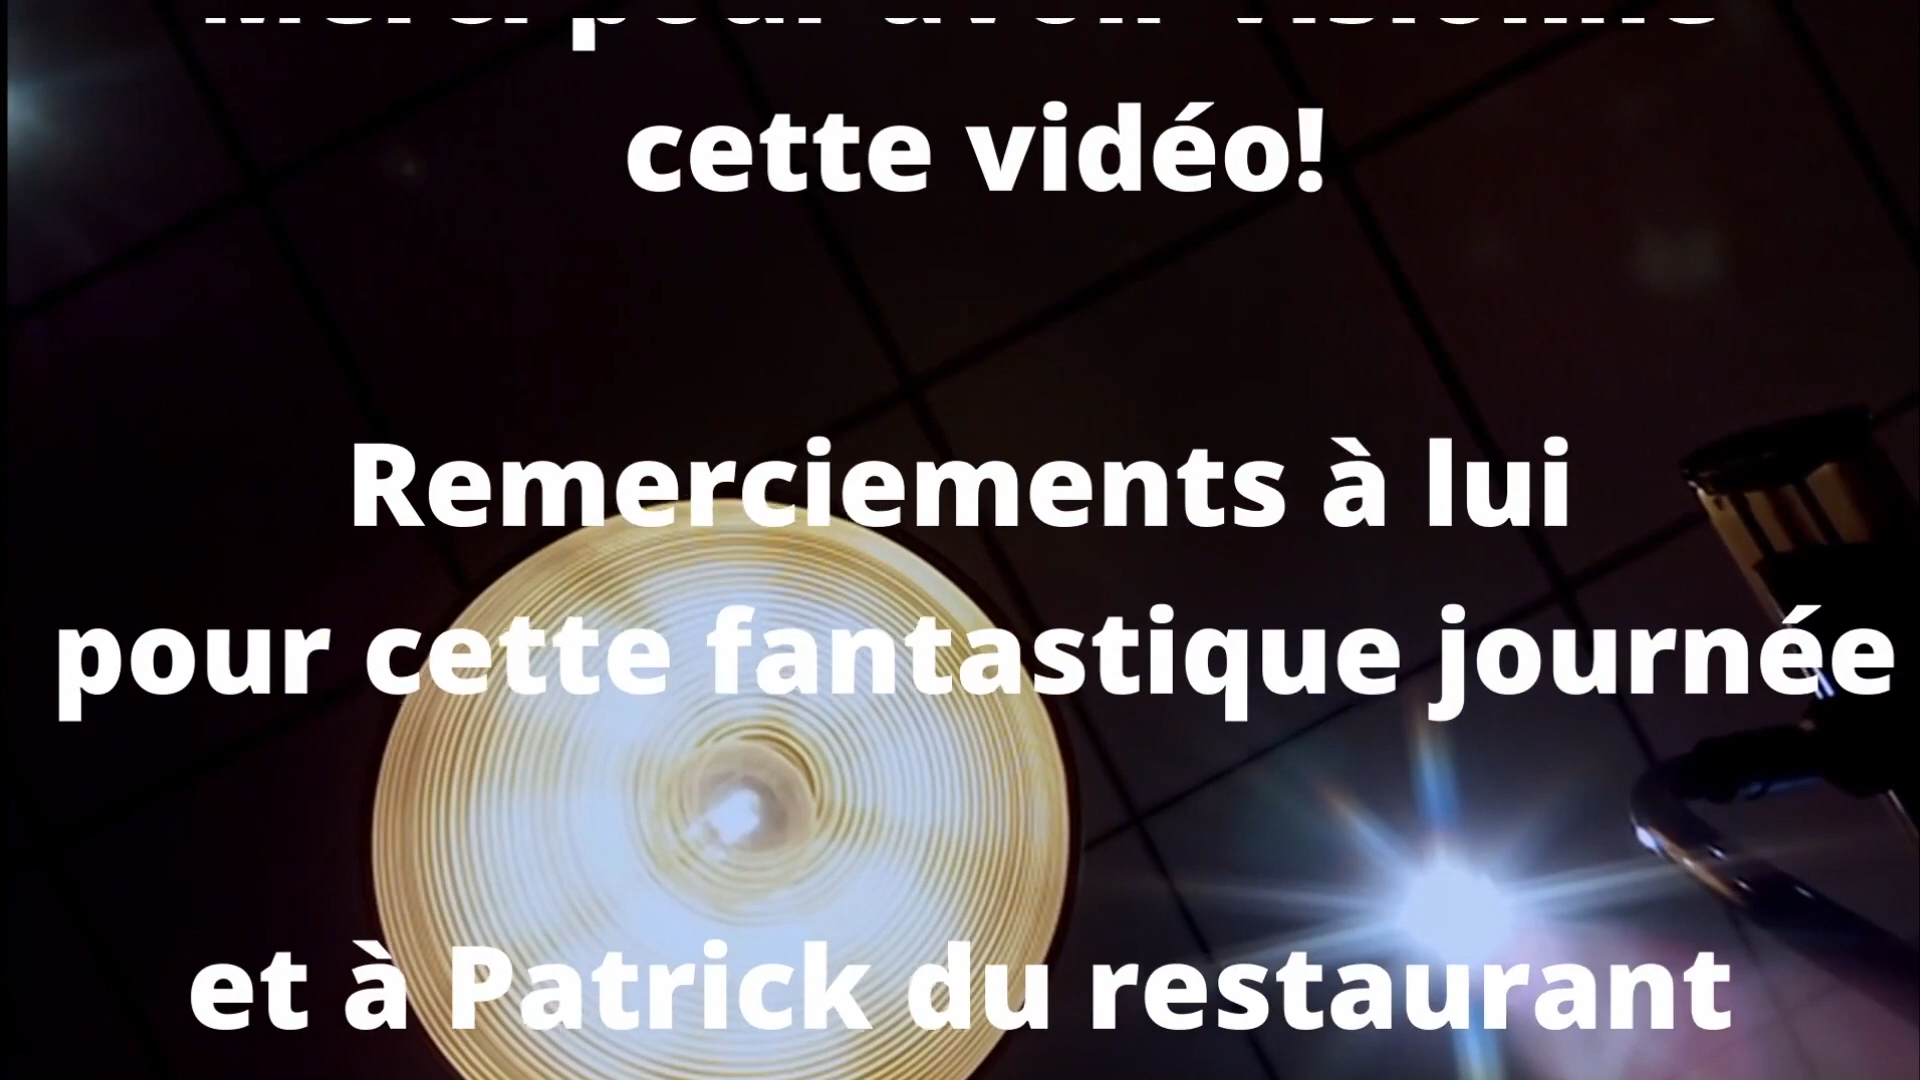 cette vidéo!
Remerciements à lui
pour cette fantastique journée
et à Patrick du restaurant